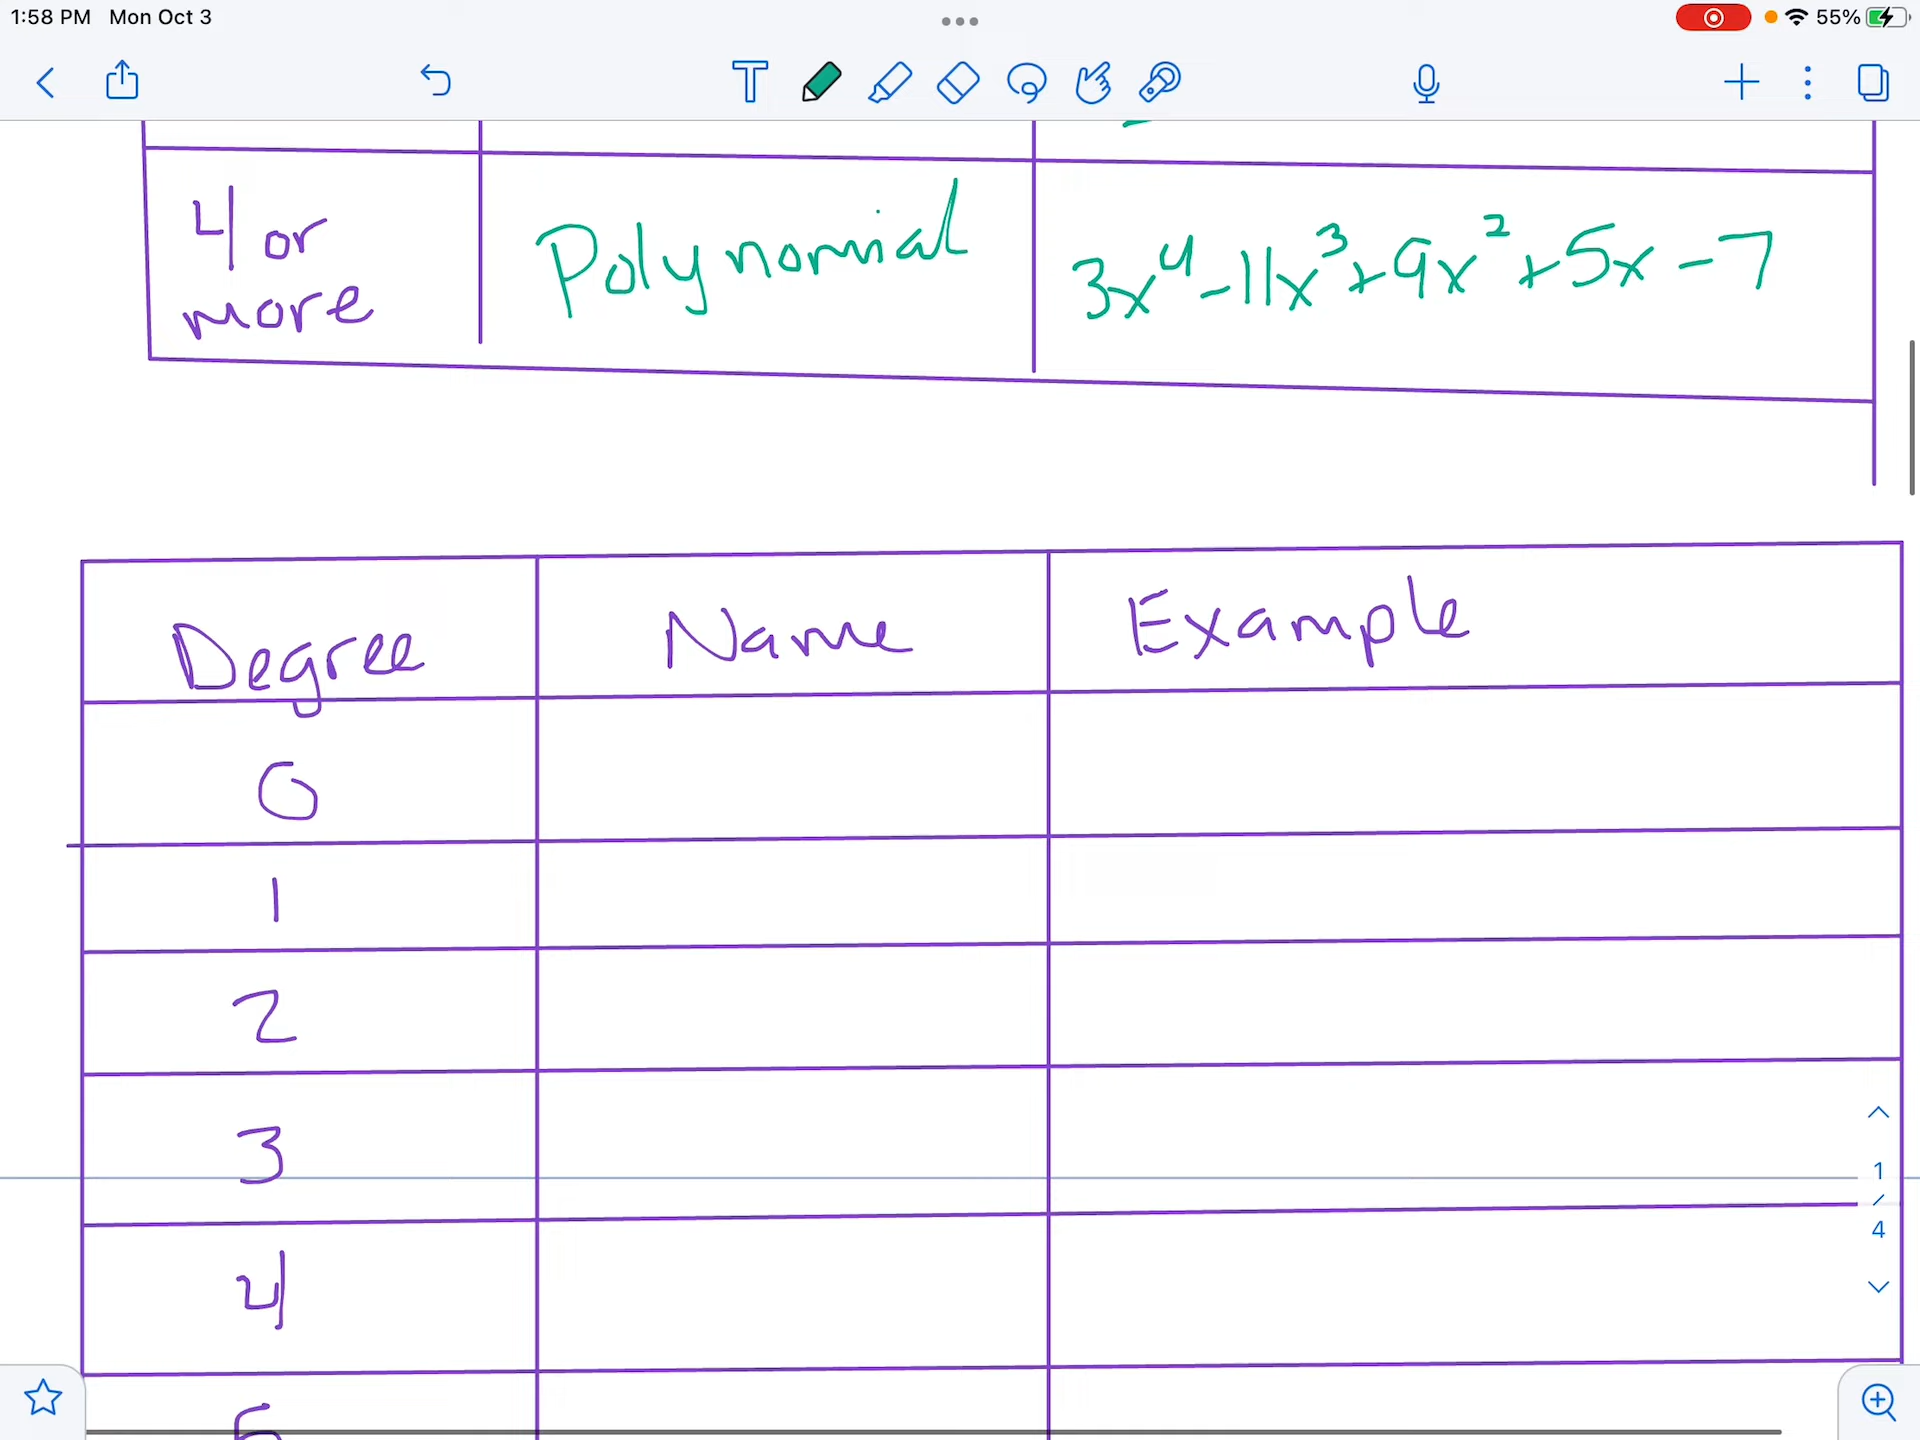 1:58 PM Mon Oct 3
55%
4 or more
Polynomial
3x⁴-11x³+9x²+5x-7
Degree Name Example
0
1
2
3
4
5
1
/
4